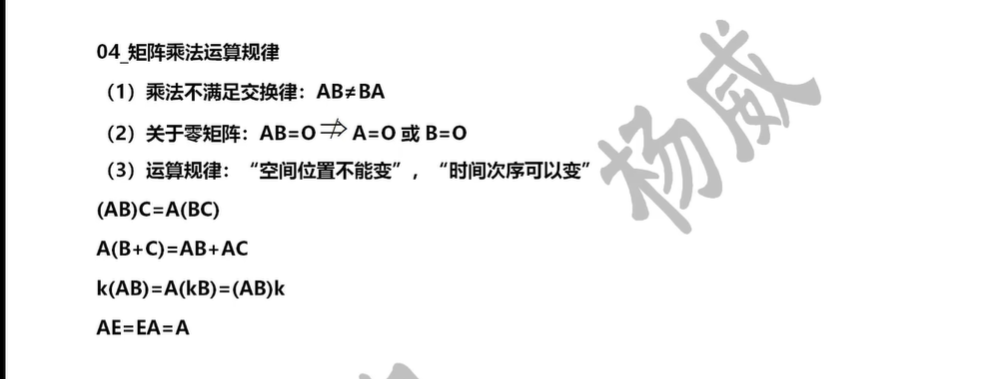 04_矩阵乘法运算规律
（1）乘法不满足交换律：AB≠BA
（2）关于零矩阵：AB=O⇏A=O 或 B=O
（3）运算规律：“空间位置不能变”，“时间次序可以变”
(AB)C=A(BC)
A(B+C)=AB+AC
k(AB)=A(kB)=(AB)k
AE=EA=A
杨威